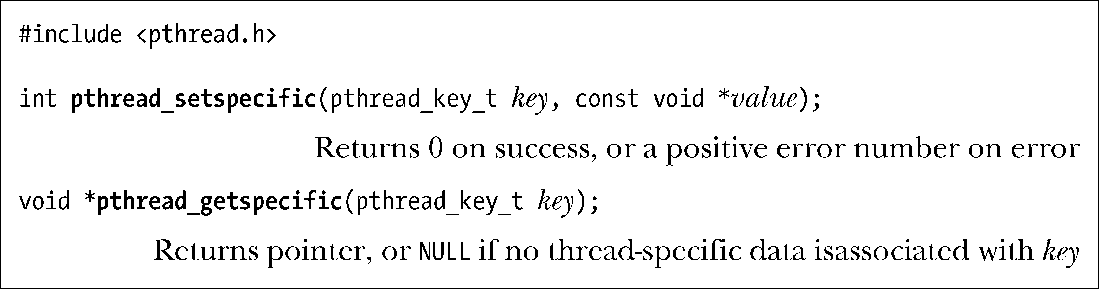 #include <pthread.h>
int pthread_setspecific(pthread_key_t key, const void *value);
Returns 0 on success, or a positive error number on error
void *pthread_getspecific(pthread_key_t key);
Returns pointer, or NULL if no thread-specific data isassociated with key